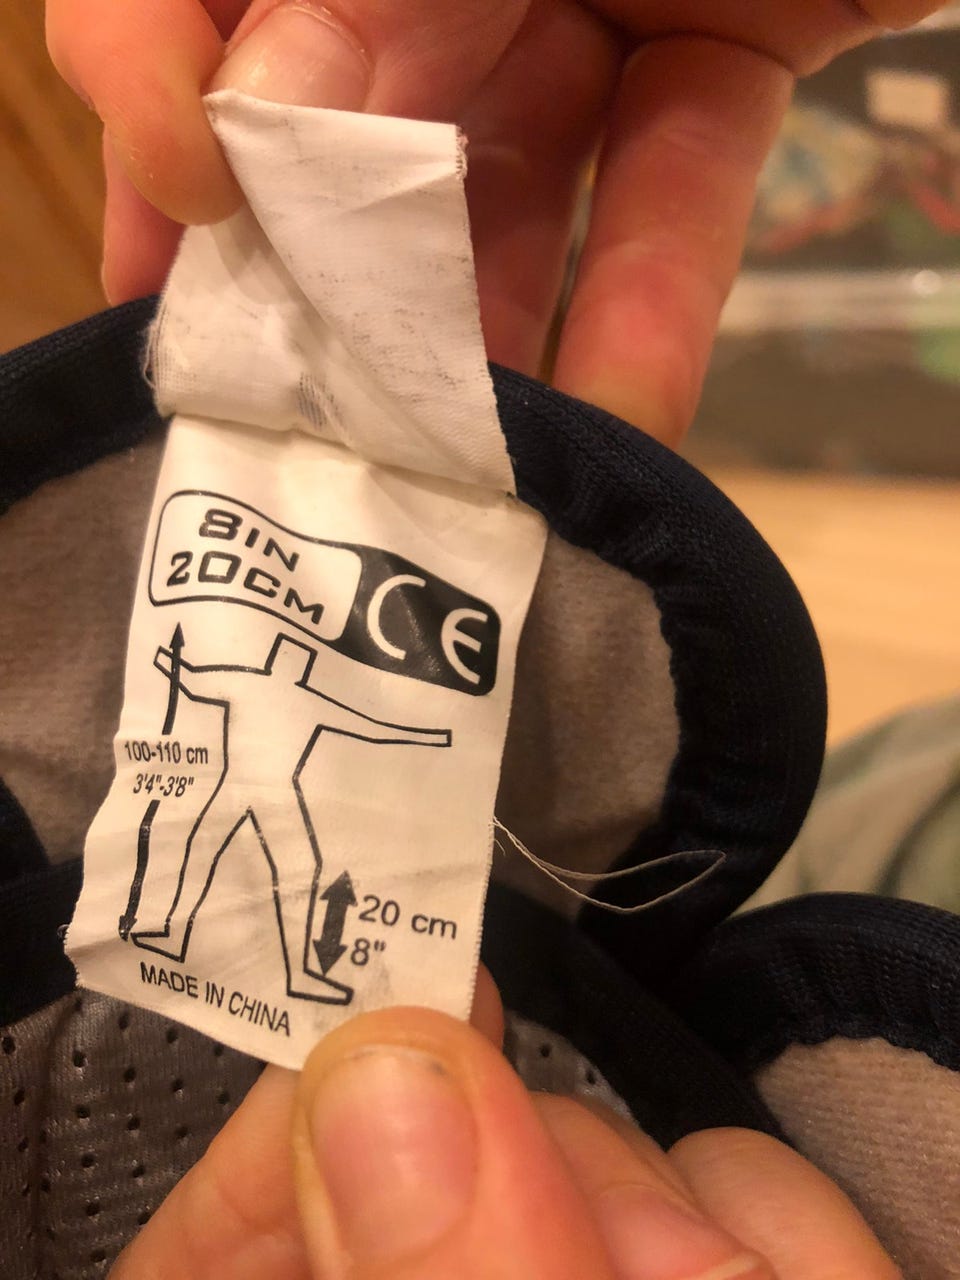 8IN
20CM
CE
100-110 cm
3'4"-3'8"
20 cm
8"
MADE IN CHINA